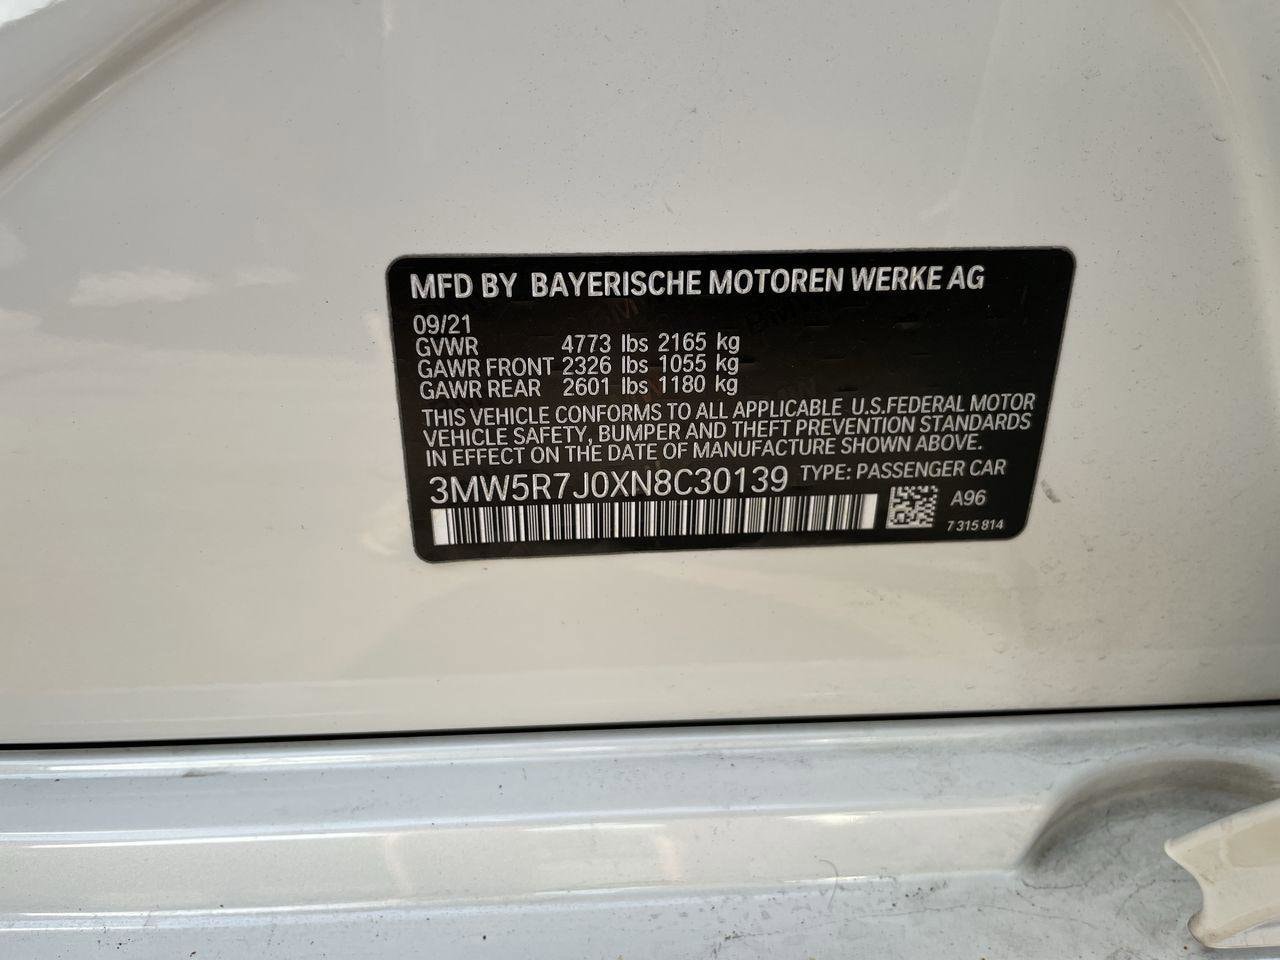 MFD BY BAYERISCHE MOTOREN WERKE AG
09/21
GVWR 4773 lbs 2165 kg
GAWR FRONT 2326 lbs 1055 kg
GAWR REAR 2601 lbs 1180 kg
THIS VEHICLE CONFORMS TO ALL APPLICABLE U.S.FEDERAL MOTOR
VEHICLE SAFETY, BUMPER AND THEFT PREVENTION STANDARDS
IN EFFECT ON THE DATE OF MANUFACTURE SHOWN ABOVE.
3MW5R7J0XN8C30139 TYPE: PASSENGER CAR
A96
7 315 814